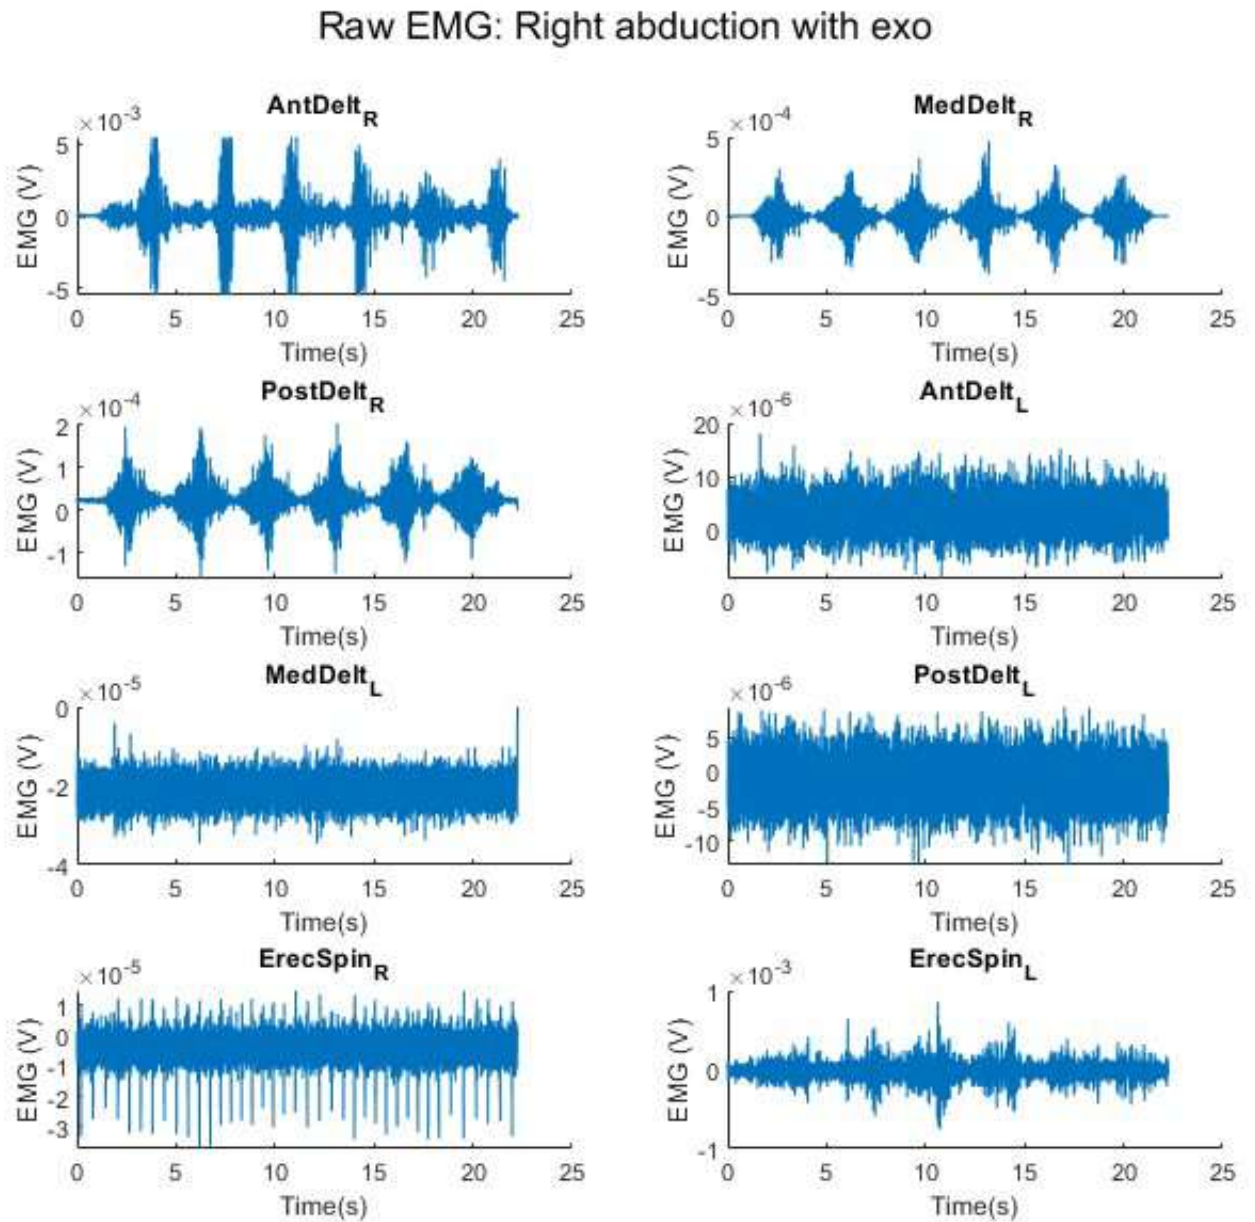 Raw EMG: Right abduction with exo
AntDelt_R
×10^-3
5
0
-5
EMG (V)
0 5 10 15 20 25
Time(s)
MedDelt_R
×10^-4
5
0
-5
EMG (V)
0 5 10 15 20 25
Time(s)
PostDelt_R
×10^-4
2
1
0
-1
EMG (V)
0 5 10 15 20 25
Time(s)
AntDelt_L
×10^-6
20
10
0
EMG (V)
0 5 10 15 20 25
Time(s)
MedDelt_L
×10^-5
0
-2
-4
EMG (V)
0 5 10 15 20 25
Time(s)
PostDelt_L
×10^-6
5
0
-5
-10
EMG (V)
0 5 10 15 20 25
Time(s)
ErecSpin_R
×10^-5
1
0
-1
-2
-3
EMG (V)
0 5 10 15 20 25
Time(s)
ErecSpin_L
×10^-3
1
0
-1
EMG (V)
0 5 10 15 20 25
Time(s)